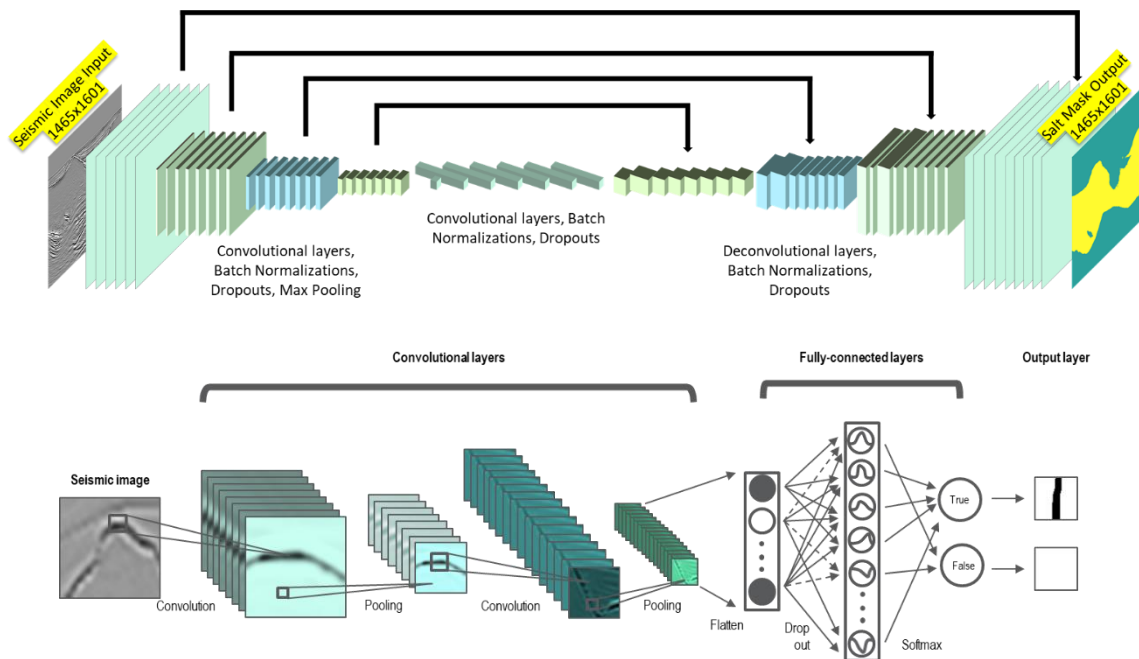 Seismic Image Input
1465x1601
Salt Mask Output
1465x1601
Convolutional layers, Batch
Normalizations, Dropouts
Convolutional layers,
Batch Normalizations,
Dropouts, Max Pooling
Deconvolutional layers,
Batch Normalizations,
Dropouts
Convolutional layers
Fully-connected layers
Output layer
Seismic image
True
False
Convolution
Pooling
Convolution
Pooling
Flatten
Drop
out
Softmax